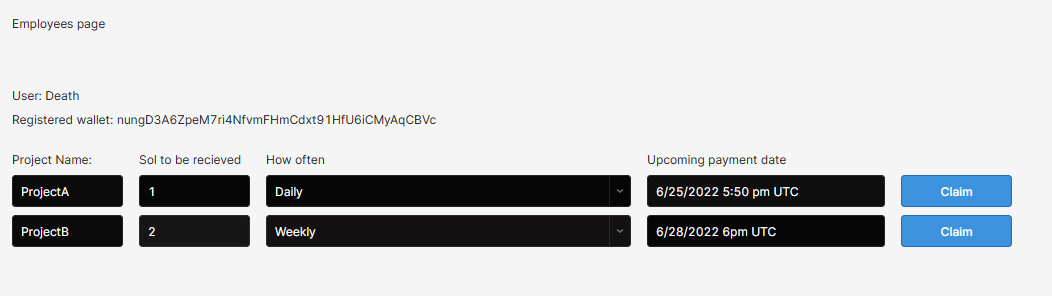 Employees page
User: Death
Registered wallet: nungD3A6ZpeM7ri4NfvmFHmCdxt91HfU6iCMyAqCBVc
Project Name: Sol to be recieved How often Upcoming payment date
ProjectA 1 Daily 6/25/2022 5:50 pm UTC Claim
ProjectB 2 Weekly 6/28/2022 6pm UTC Claim